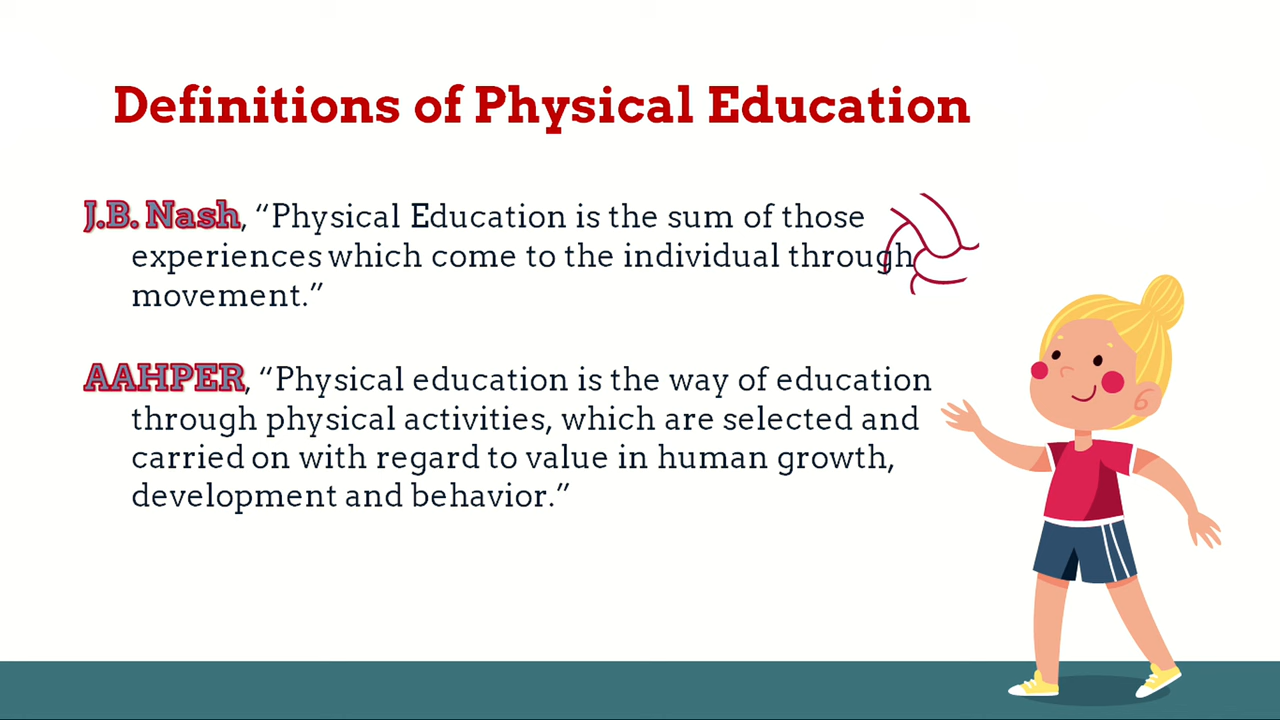 Definitions of Physical Education
J.B. Nash, “Physical Education is the sum of those
experiences which come to the individual through
movement.”
AAHPER, “Physical education is the way of education
through physical activities, which are selected and
carried on with regard to value in human growth,
development and behavior.”